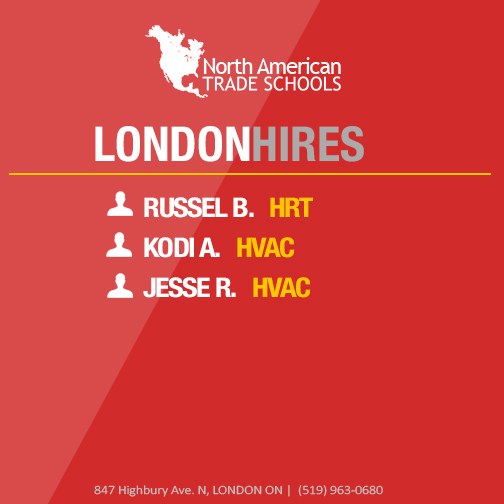 North American
TRADE SCHOOLS
LONDONHIRES
RUSSEL B. HRT
KODI A. HVAC
JESSE R. HVAC
847 Highbury Ave. N, LONDON ON | (519) 963-0680